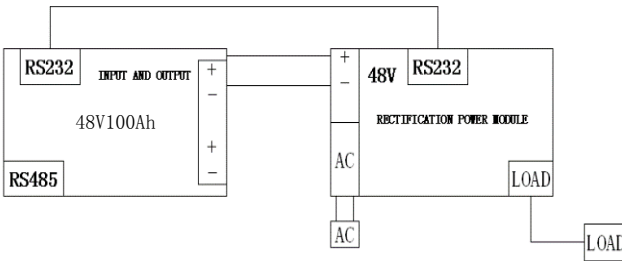 RS232
INPUT AND OUTPUT
+
-
48V100Ah
+
-
RS485
+
-
48V
RS232
RECTIFICATION POWER MODULE
AC
LOAD
AC
LOAD